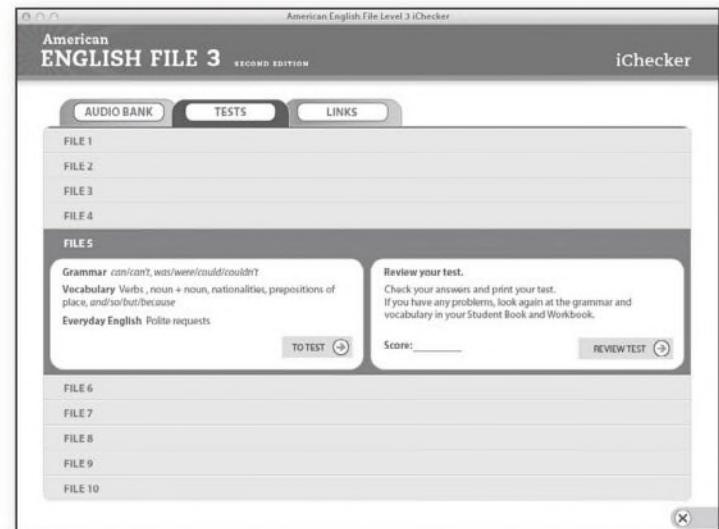 American English File Level 3 iChecker
American
ENGLISH FILE 3 SECOND EDITION
iChecker
AUDIO BANK
TESTS
LINKS
FILE 1
FILE 2
FILE 3
FILE 4
FILE 5
Grammar can/can't, was/were/could/couldn't
Vocabulary Verbs , noun + noun, nationalities, prepositions of
place, and/so/but/because
Everyday English Polite requests
TO TEST
Review your test.
Check your answers and print your test.
If you have any problems, look again at the grammar and
vocabulary in your Student Book and Workbook.
Score:________
REVIEW TEST
FILE 6
FILE 7
FILE 8
FILE 9
FILE 10